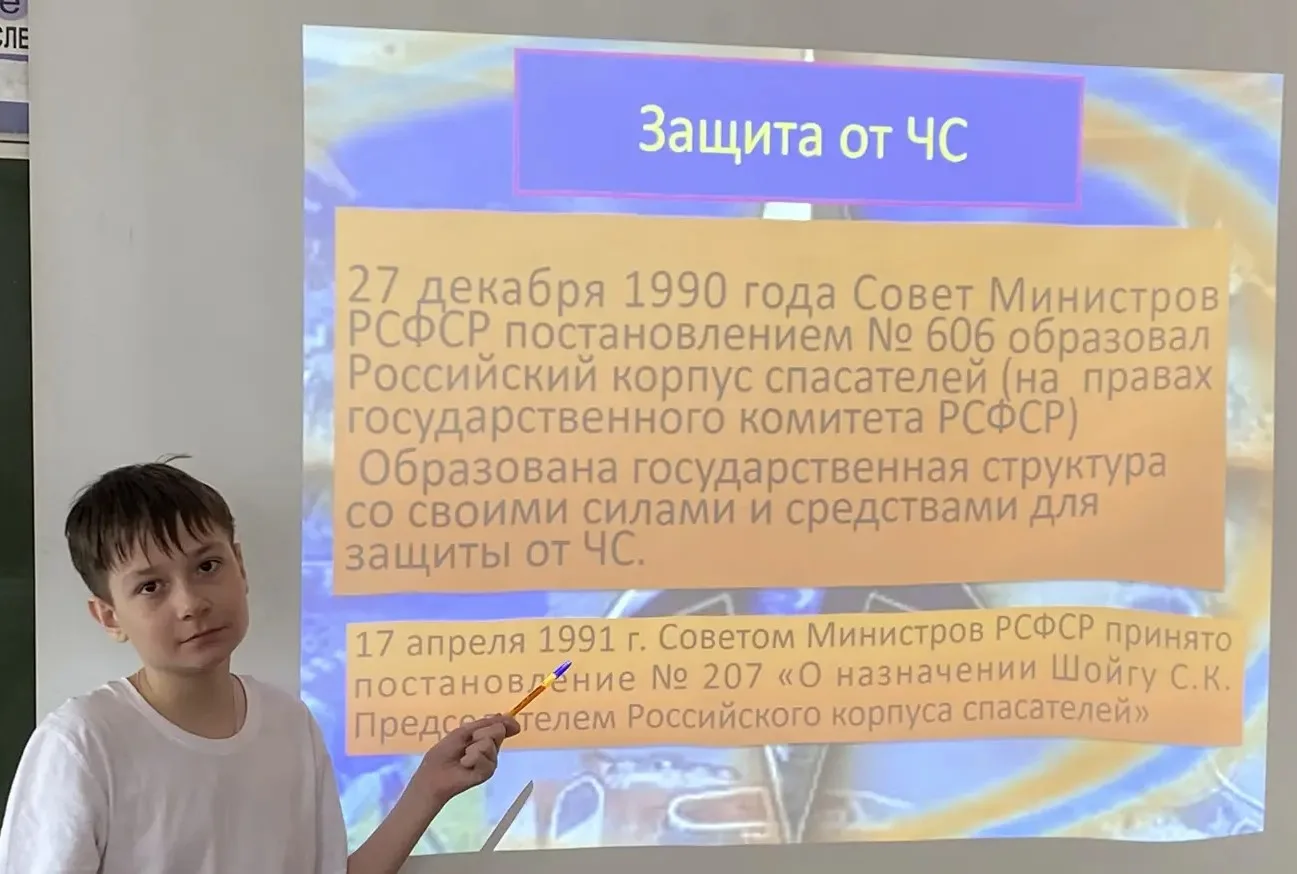 СЛЕ
Защита от ЧС
27 декабря 1990 года Совет Министров
РСФСР постановлением № 606 образовал
Российский корпус спасателей (на правах
государственного комитета РСФСР)
Образована государственная структура
со своими силами и средствами для
защиты от ЧС.
17 апреля 1991 г. Советом Министров РСФСР принято
постановление № 207 «О назначении Шойгу С.К.
Председателем Российского корпуса спасателей»